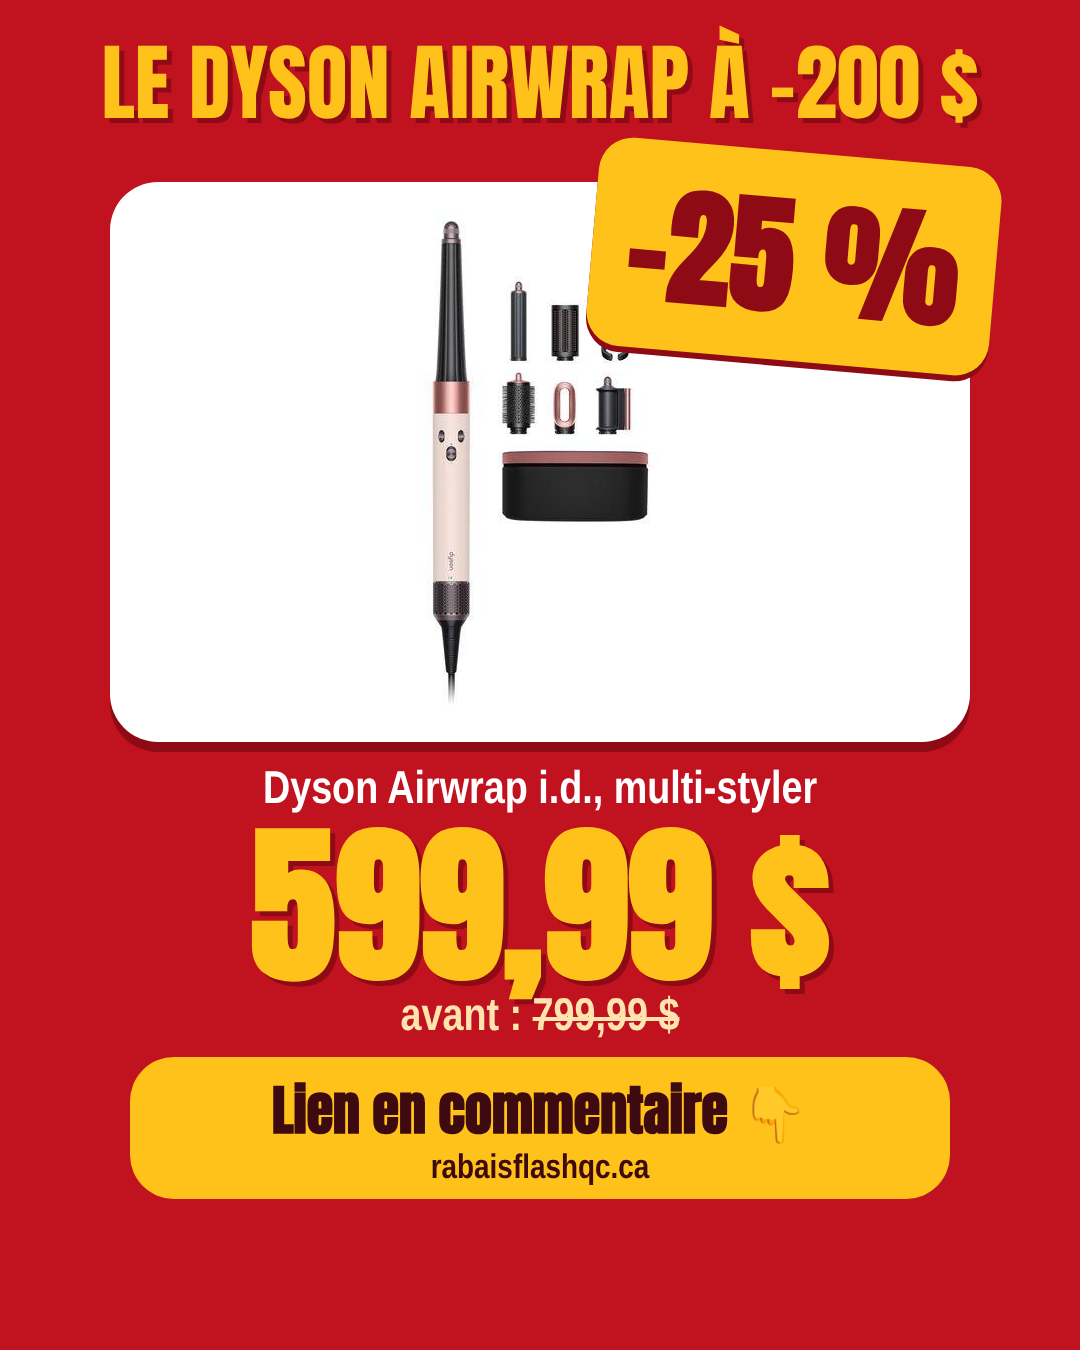 LE DYSON AIRWRAP À -200 $
-25 %
dyson
Dyson Airwrap i.d., multi-styler
599,99 $
avant : 799,99 $
Lien en commentaire 👇
rabaisflashqc.ca